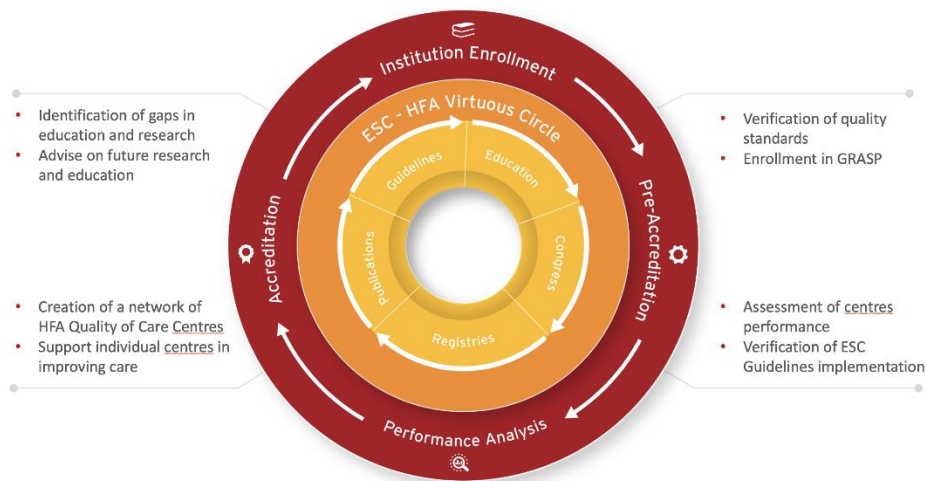 Institution Enrollment
ESC - HFA Virtuous Circle
Guidelines
Education
Congress
Registries
Publications
Pre-Accreditation
Performance Analysis
Accreditation
• Identification of gaps in
education and research
• Advise on future research
and education
• Verification of quality
standards
• Enrollment in GRASP
• Creation of a network of
HFA Quality of Care Centres
• Support individual centres in
improving care
• Assessment of centres
performance
• Verification of ESC
Guidelines implementation